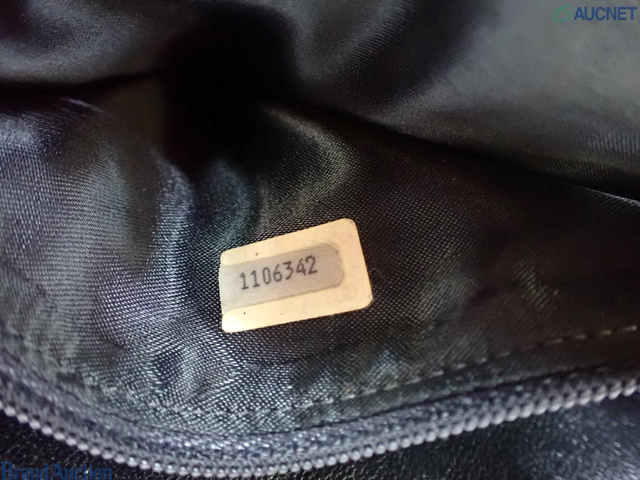 AUCNET
1106342
Brand Auction